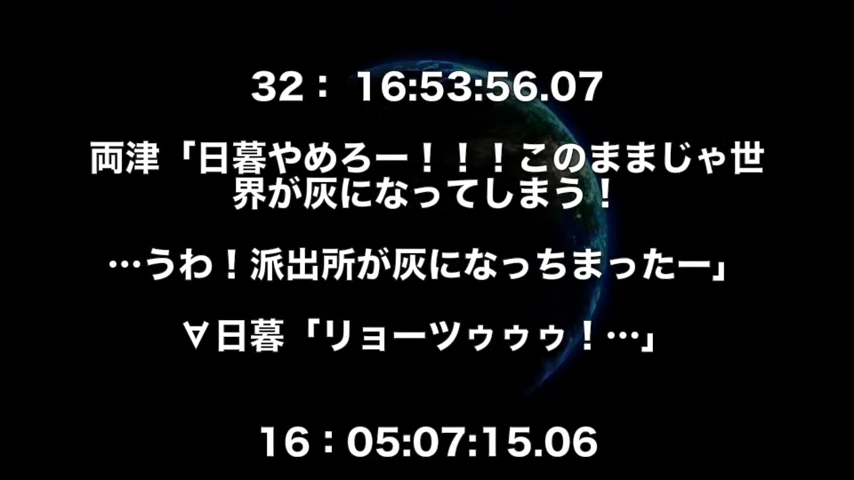 32： 16:53:56.07
両津「日暮やめろー！！！このままじゃ世
界が灰になってしまう！
…うわ！派出所が灰になっちまったー」
∀日暮「リョーツゥゥゥ！…」
16：05:07:15.06